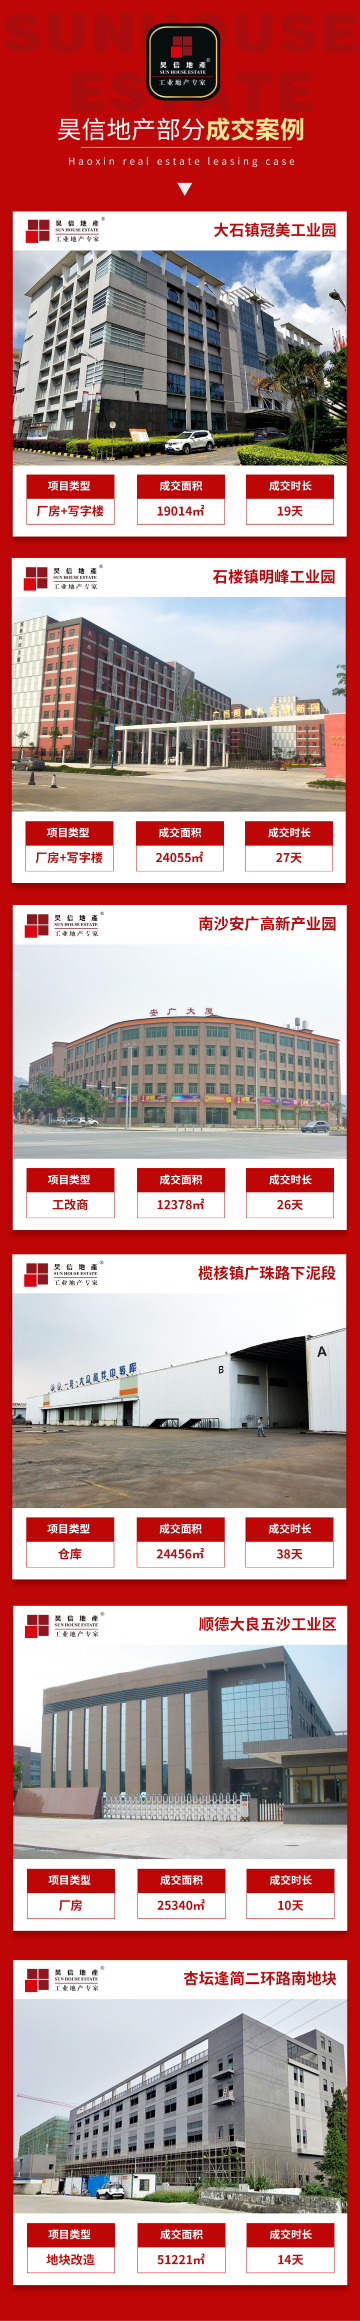 SUNHOUSE
ESTATE
昊信地產®
SUN HOUSE ESTATE
工业地产专家
昊信地产部分成交案例
Haoxin real estate leasing case
昊信地產®
SUN HOUSE ESTATE
工业地产专家
大石镇冠美工业园
项目类型 成交面积 成交时长
厂房+写字楼 19014㎡ 19天
昊信地產®
SUN HOUSE ESTATE
工业地产专家
石楼镇明峰工业园
项目类型 成交面积 成交时长
厂房+写字楼 24055㎡ 27天
昊信地產®
SUN HOUSE ESTATE
工业地产专家
南沙安广高新产业园
安广大厦
项目类型 成交面积 成交时长
工改商 12378㎡ 26天
昊信地產®
SUN HOUSE ESTATE
工业地产专家
榄核镇广珠路下泥段
B
A
项目类型 成交面积 成交时长
仓库 24456㎡ 38天
昊信地產®
SUN HOUSE ESTATE
工业地产专家
顺德大良五沙工业区
项目类型 成交面积 成交时长
厂房 25340㎡ 10天
昊信地產®
SUN HOUSE ESTATE
工业地产专家
杏坛逢简二环路南地块
项目类型 成交面积 成交时长
地块改造 51221㎡ 14天